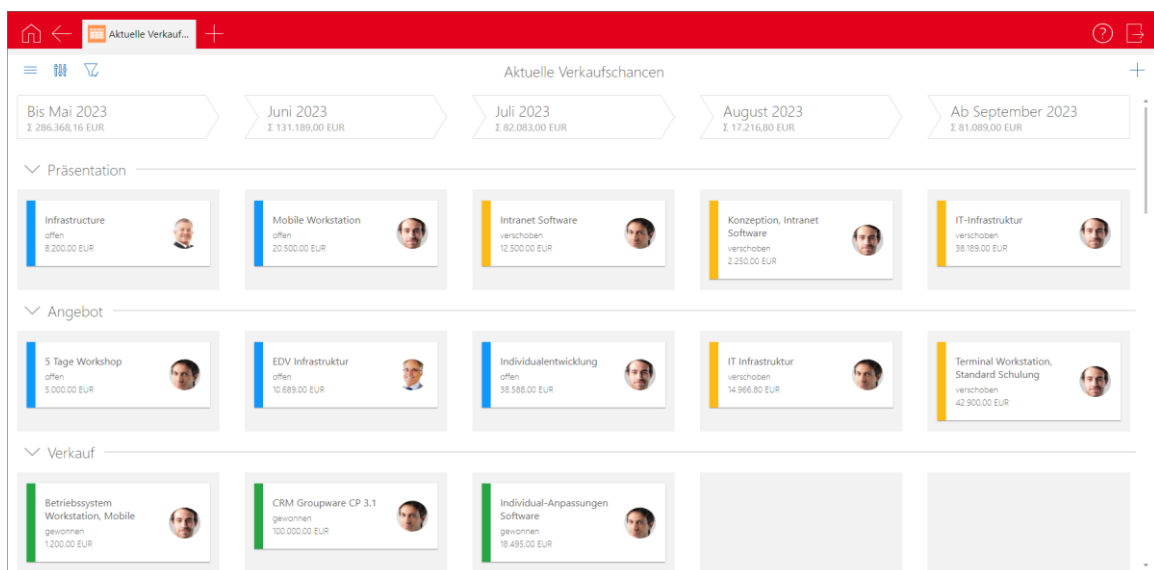 Aktuelle Verkauf...
Aktuelle Verkaufschancen
Bis Mai 2023
Σ 286.368,16 EUR
Juni 2023
Σ 131.189,00 EUR
Juli 2023
Σ 82.083,00 EUR
August 2023
Σ 17.216,80 EUR
Ab September 2023
Σ 81.089,00 EUR
Präsentation
Infrastructure
offen
8.200.00 EUR
Mobile Workstation
offen
20.500.00 EUR
Intranet Software
verschoben
12.500.00 EUR
Konzeption, Intranet
Software
verschoben
2.250,00 EUR
IT-Infrastruktur
verschoben
38.189.00 EUR
Angebot
5 Tage Workshop
offen
5.000.00 EUR
EDV Infrastruktur
offen
10.689.00 EUR
Individualentwicklung
offen
38.588.00 EUR
IT Infrastruktur
verschoben
14.966.80 EUR
Terminal Workstation,
Standard Schulung
verschoben
42.900.00 EUR
Verkauf
Betriebssystem
Workstation, Mobile
gewonnen
1.200.00 EUR
CRM Groupware CP 3.1
gewonnen
100.000.00 EUR
Individual-Anpassungen
Software
gewonnen
18.495.00 EUR